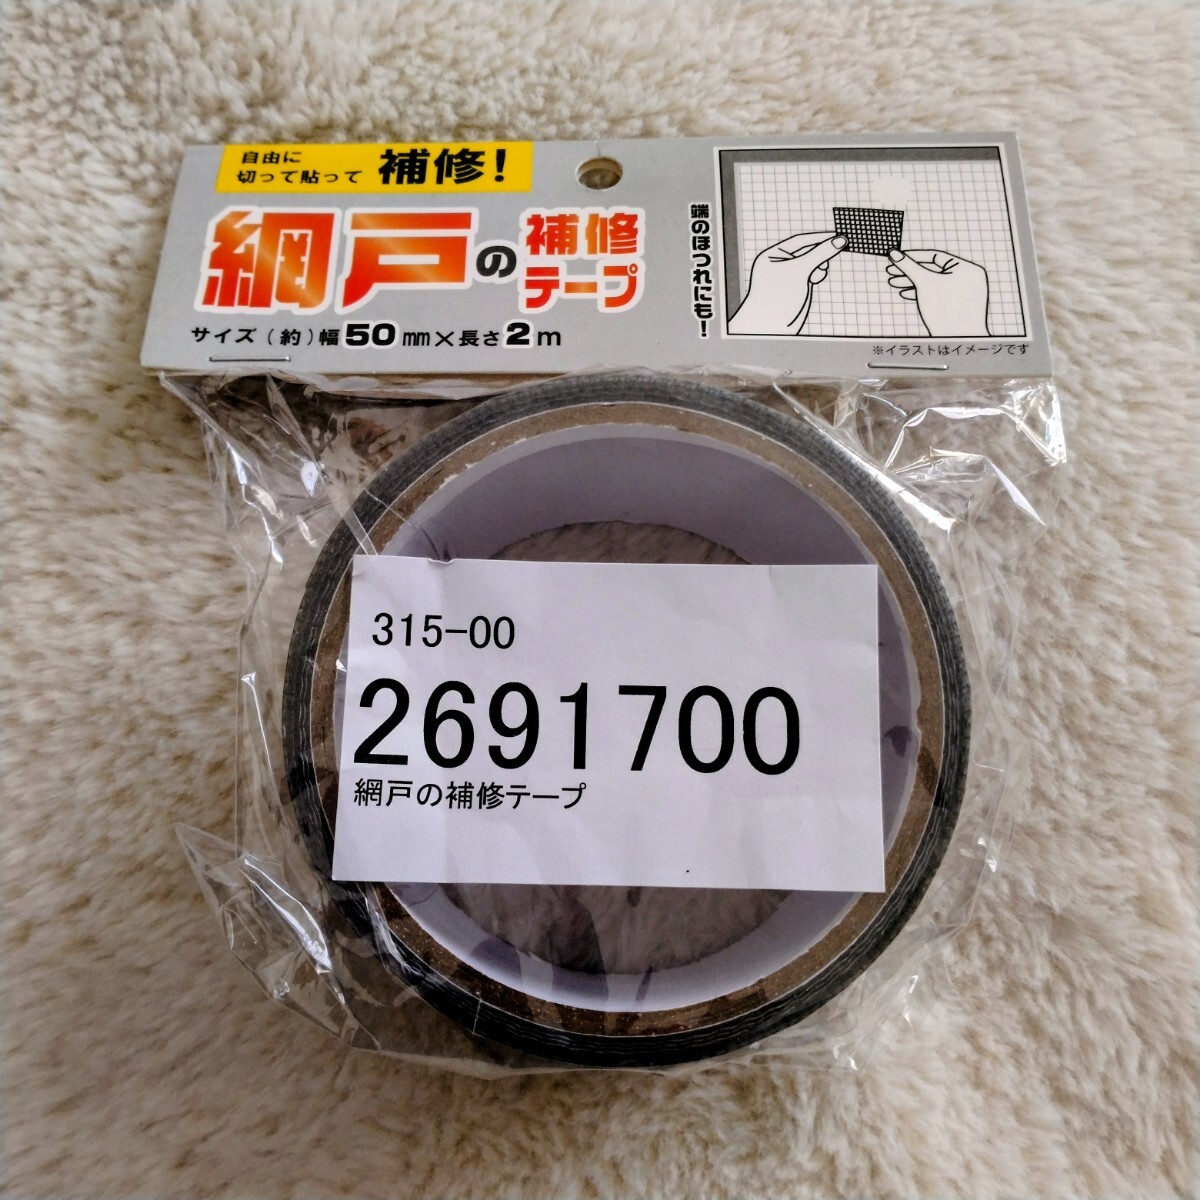 自由に
切って貼って
補修!
網戸の補修
テープ
サイズ(約)幅50mm×長さ2m
端のほつれにも!
※イラストはイメージです
315-00
2691700
網戸の補修テープ